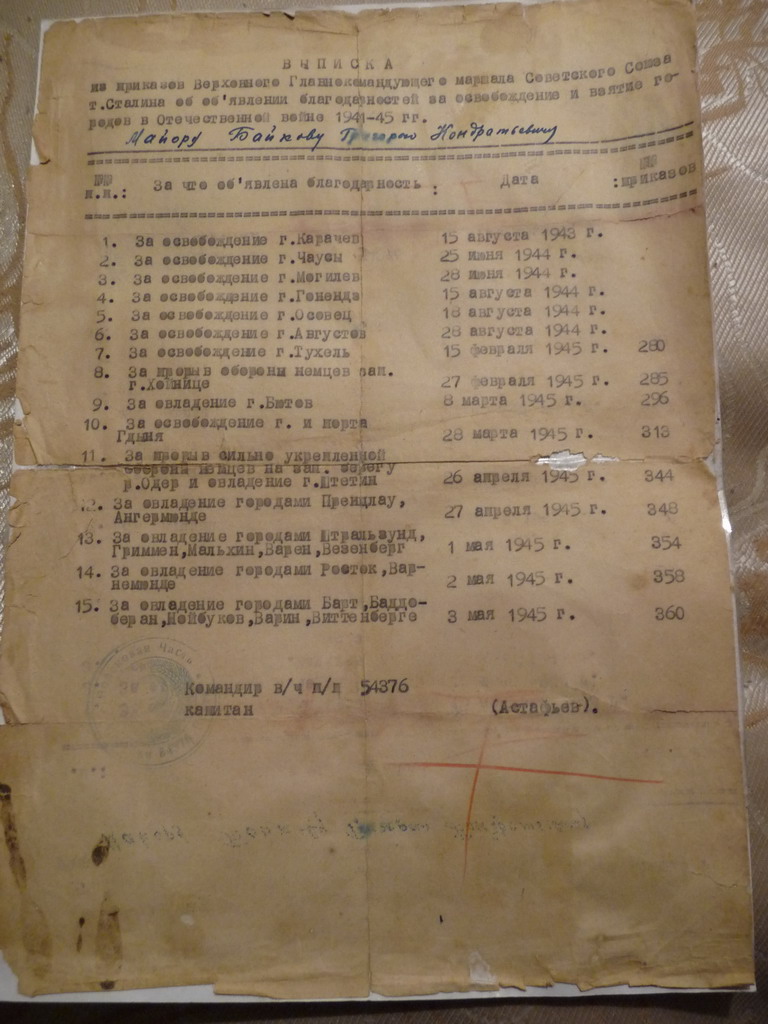 ВЫПИСКА
из приказов Верховного Главнокомандующего маршала Советского Союза
т.Сталина об об'явлении благодарностей за освобождение и взятие го-
родов в Отечественной войне 1941-45 гг.
Майору Байкову Григорию Кондратьевичу
№№ п.п.: За что об'явлена благодарность : Дата : №№ приказов
1. За освобождение г.Карачев 15 августа 1943 г.
2. За освобождение г.Чаусы 25 июня 1944 г.
3. За освобождение г.Могилев 28 июня 1944 г.
4. За освобождение г.Гонендз 15 августа 1944 г.
5. За освобождение г.Осовец 18 августа 1944 г.
6. За освобождение г.Августов 28 августа 1944 г.
7. За освобождение г.Тухель 15 февраля 1945 г. 280
8. За прорыв обороны немцев зап.
г.Хойнице 27 февраля 1945 г. 285
9. За овладение г.Бютов 8 марта 1945 г. 296
10. За освобождение г. и порта
Гдыня 28 марта 1945 г. 313
11. За прорыв сильно укрепленной
обороны немцев на зап. берегу
р.Одер и овладение г.Штетин 26 апреля 1945 г. 344
12. За овладение городами Пренцлау,
Ангермюнде 27 апреля 1945 г. 348
13. За овладение городами Штральзунд,
Гриммен,Мальхин,Варен,Везенберг 1 мая 1945 г. 354
14. За овладение городами Росток,Вар-
немюнде 2 мая 1945 г. 358
15. За овладение городами Барт,Баддо-
беран,Нойбуков,Варин,Виттенберге 3 мая 1945 г. 360
Командир в/ч п/п 54376
капитан (Астафьев).